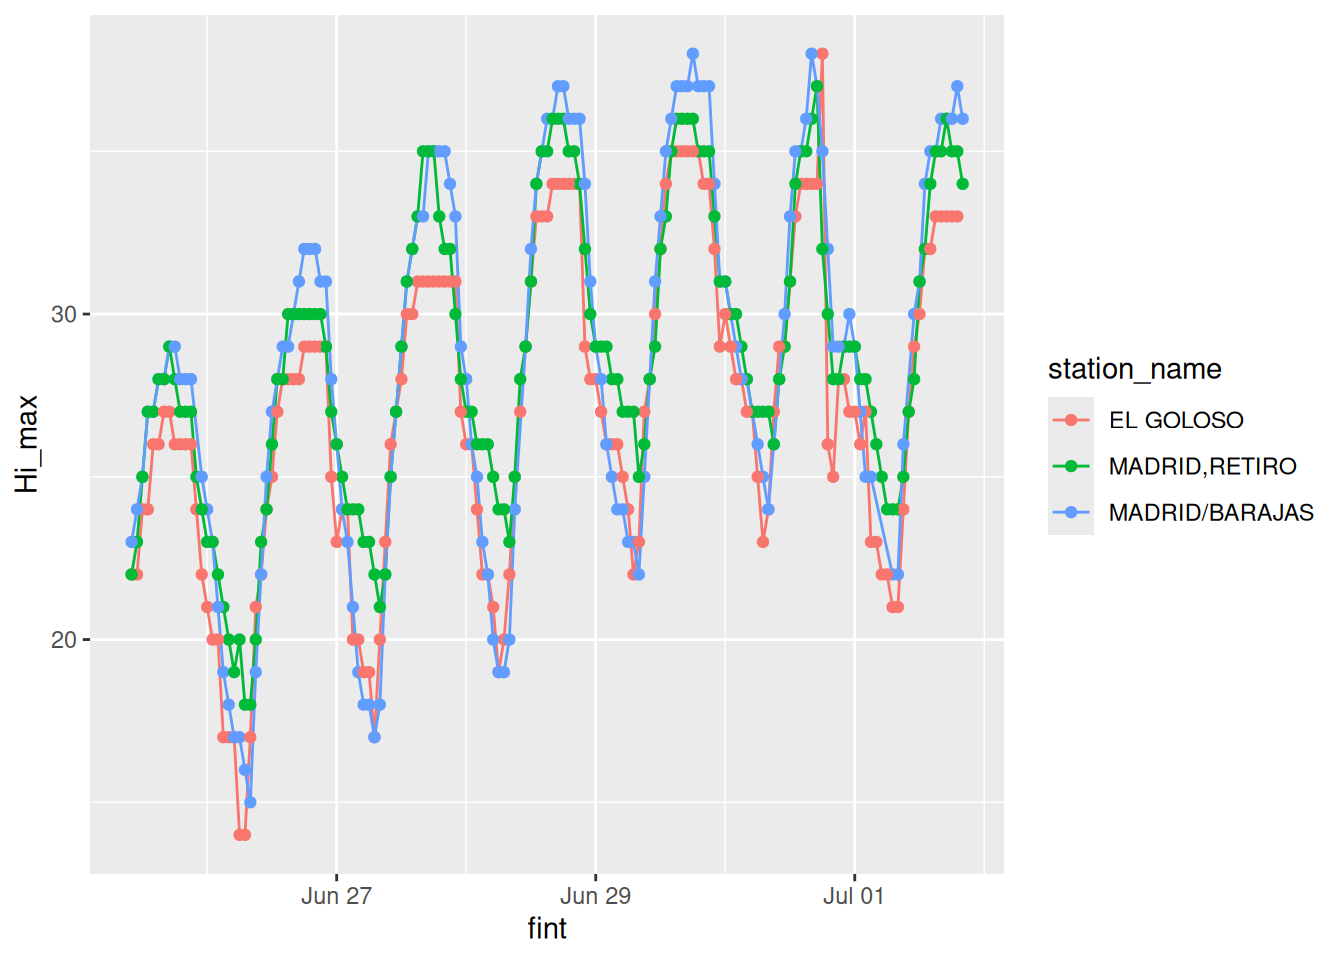 Hi_max
30
20
Jun 27
Jun 29
Jul 01
fint
station_name
EL GOLOSO
MADRID,RETIRO
MADRID/BARAJAS